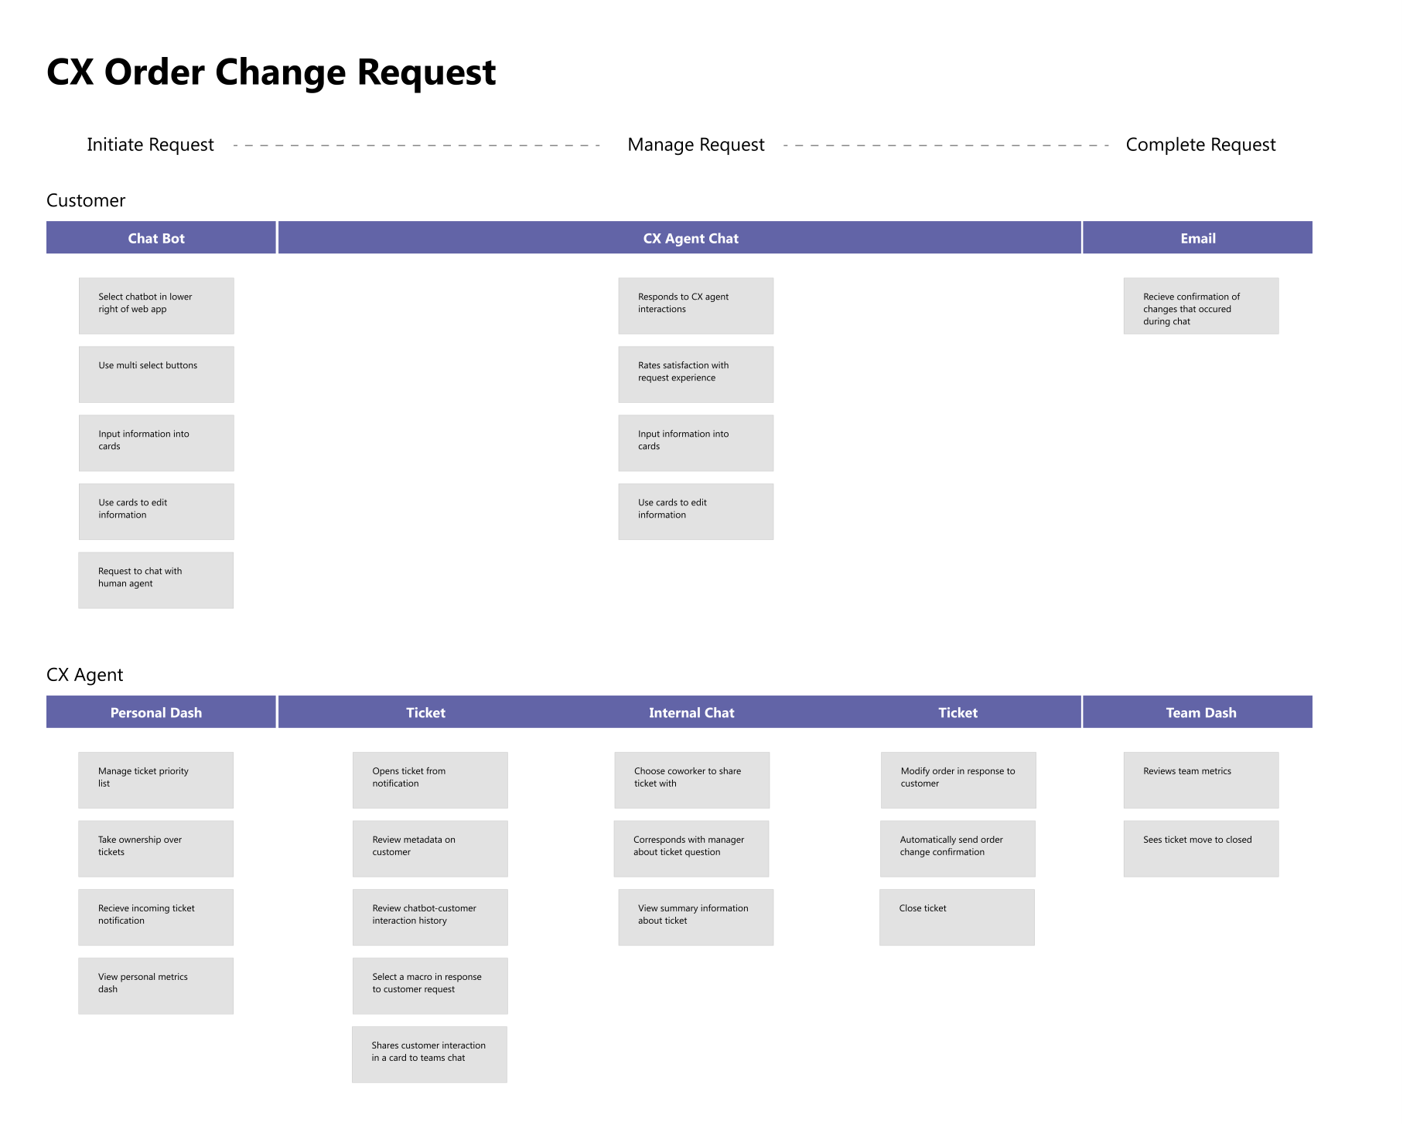 CX Order Change Request
Initiate Request
Manage Request
Complete Request
Customer
Chat Bot
CX Agent Chat
Email
Select chatbot in lower
right of web app
Use multi select buttons
Input information into
cards
Use cards to edit
information
Request to chat with
human agent
Responds to CX agent
interactions
Rates satisfaction with
request experience
Input information into
cards
Use cards to edit
information
Recieve confirmation of
changes that occured
during chat
CX Agent
Personal Dash
Ticket
Internal Chat
Ticket
Team Dash
Manage ticket priority
list
Take ownership over
tickets
Recieve incoming ticket
notification
View personal metrics
dash
Opens ticket from
notification
Review metadata on
customer
Review chatbot-customer
interaction history
Select a macro in response
to customer request
Shares customer interaction
in a card to teams chat
Choose coworker to share
ticket with
Corresponds with manager
about ticket question
View summary information
about ticket
Modify order in response to
customer
Automatically send order
change confirmation
Close ticket
Reviews team metrics
Sees ticket move to closed